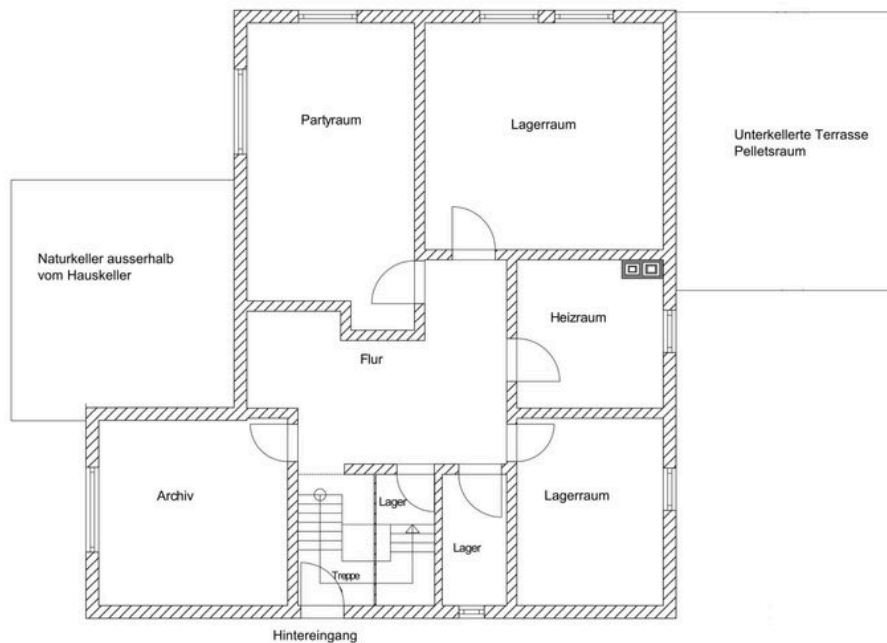 Partyraum
Lagerraum
Unterkellerte Terrasse
Pelletsraum
Naturkeller ausserhalb
vom Hauskeller
Heizraum
Flur
Archiv
Lager
Lagerraum
Lager
Treppe
Hintereingang